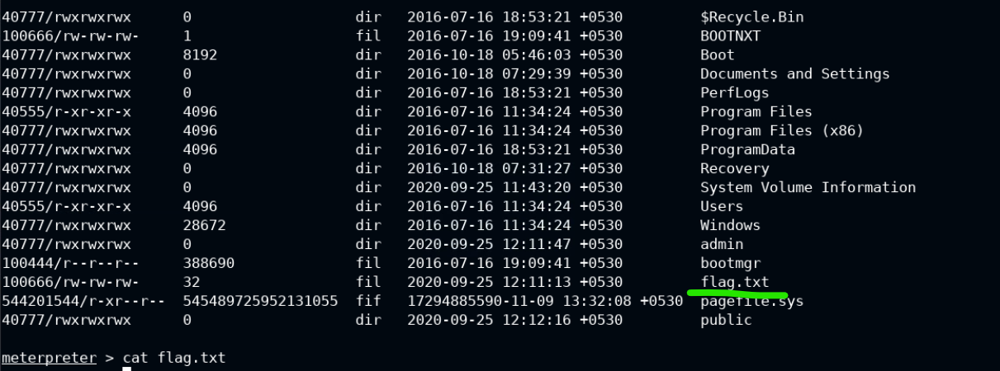 40777/rwxrwxrwx 0 dir 2016-07-16 18:53:21 +0530 $Recycle.Bin
100666/rw-rw-rw- 1 fil 2016-07-16 19:09:41 +0530 BOOTNXT
40777/rwxrwxrwx 8192 dir 2016-10-18 05:46:03 +0530 Boot
40777/rwxrwxrwx 0 dir 2016-10-18 07:29:39 +0530 Documents and Settings
40777/rwxrwxrwx 0 dir 2016-07-16 18:53:21 +0530 PerfLogs
40555/r-xr-xr-x 4096 dir 2016-07-16 11:34:24 +0530 Program Files
40777/rwxrwxrwx 4096 dir 2016-07-16 11:34:24 +0530 Program Files (x86)
40777/rwxrwxrwx 4096 dir 2016-07-16 18:53:21 +0530 ProgramData
40777/rwxrwxrwx 0 dir 2016-10-18 07:31:27 +0530 Recovery
40777/rwxrwxrwx 0 dir 2020-09-25 11:43:20 +0530 System Volume Information
40555/r-xr-xr-x 4096 dir 2016-07-16 11:34:24 +0530 Users
40777/rwxrwxrwx 28672 dir 2016-07-16 11:34:24 +0530 Windows
40777/rwxrwxrwx 0 dir 2020-09-25 12:11:47 +0530 admin
100444/r--r--r-- 388690 fil 2016-07-16 19:09:41 +0530 bootmgr
100666/rw-rw-rw- 32 fil 2020-09-25 12:11:13 +0530 flag.txt
544201544/r-xr--r-- 545489725952131055 fif 17294885590-11-09 13:32:08 +0530 pagefile.sys
40777/rwxrwxrwx 0 dir 2020-09-25 12:12:16 +0530 public
meterpreter > cat flag.txt